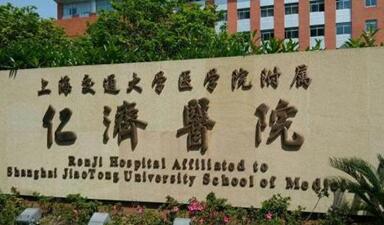 上海交通大学医学院附属
仁濟醫院
RenJi Hospital Affiliated to
Shanghai JiaoTong University School of Medici